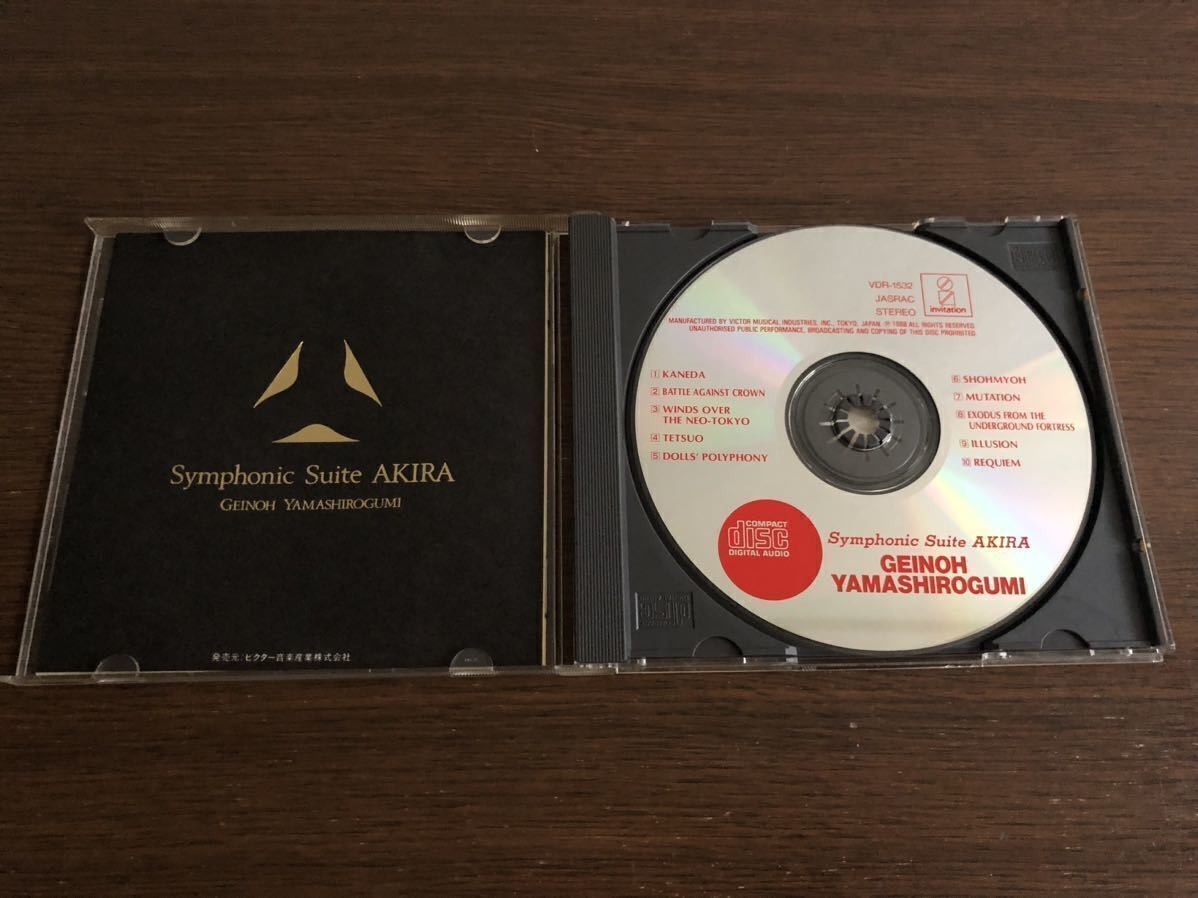 Symphonic Suite AKIRA
GEINOH YAMASHIROGUMI
発売元:ビクター音楽産業株式会社
VDR-1532
JASRAC
STEREO
invitation
MANUFACTURED BY VICTOR MUSICAL INDUSTRIES, INC., TOKYO, JAPAN ℗ 1988 ALL RIGHTS RESERVED.
UNAUTHORISED PUBLIC PERFORMANCE, BROADCASTING AND COPYING OF THIS DISC PROHIBITED.
1 KANEDA
2 BATTLE AGAINST CROWN
3 WINDS OVER
THE NEO-TOKYO
4 TETSUO
5 DOLLS' POLYPHONY
6 SHOHMYOH
7 MUTATION
8 EXODUS FROM THE
UNDERGROUND FORTRESS
9 ILLUSION
10 REQUIEM
COMPACT
disc
DIGITAL AUDIO
Symphonic Suite AKIRA
GEINOH
YAMASHIROGUMI